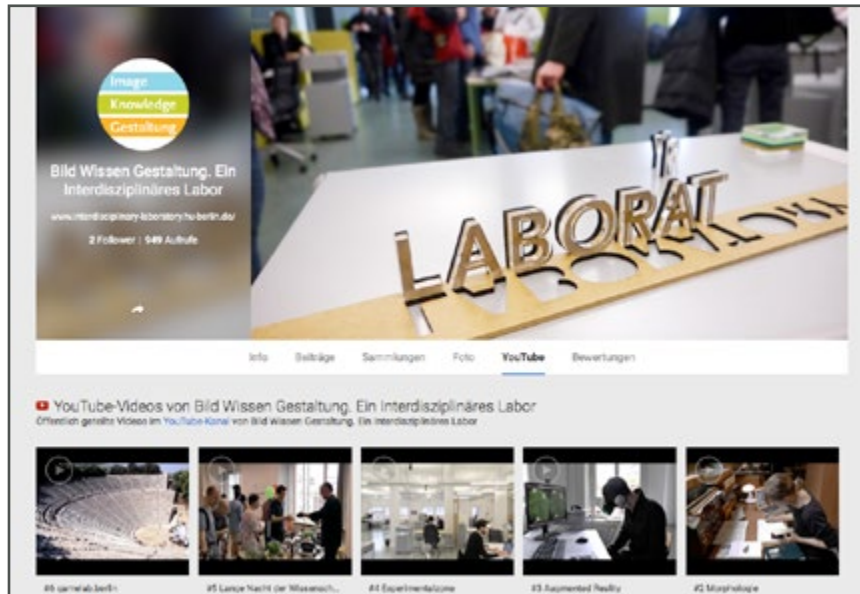 Image
Knowledge
Gestaltung
Bild Wissen Gestaltung. Ein
Interdisziplinäres Labor
www.interdisciplinary-laboratory.hu-berlin.de/
2 Follower | 949 Aufrufe
LABORAT
Info Beiträge Sammlungen Foto YouTube Bewertungen
YouTube-Videos von Bild Wissen Gestaltung. Ein Interdisziplinäres Labor
Öffentlich geteilte Videos im YouTube-Kanal von Bild Wissen Gestaltung. Ein Interdisziplinäres Labor
#6 gamelab.berlin #5 Lange Nacht der Wissensch... #4 Experimentalzone #3 Augmented Reality #2 Morphologie